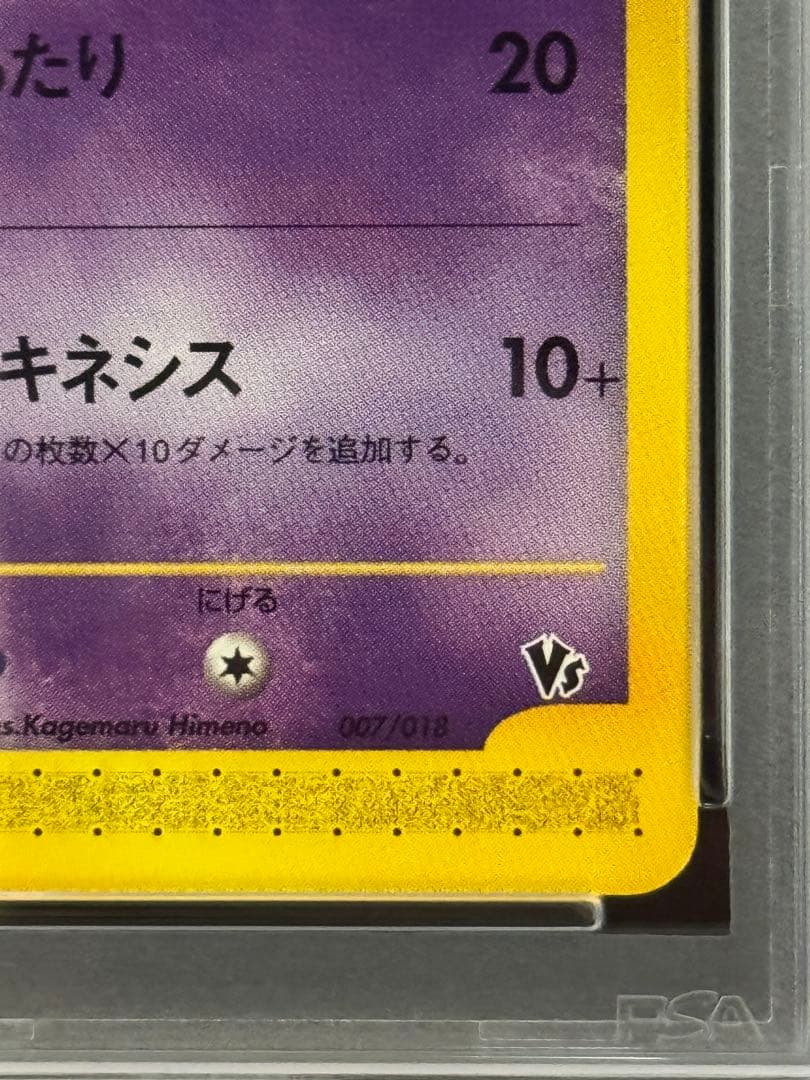 たり 20
キネシス 10+
の枚数×10ダメージを追加する。
にげる
Vs
s.Kagemaru Himeno 007/018
PSA